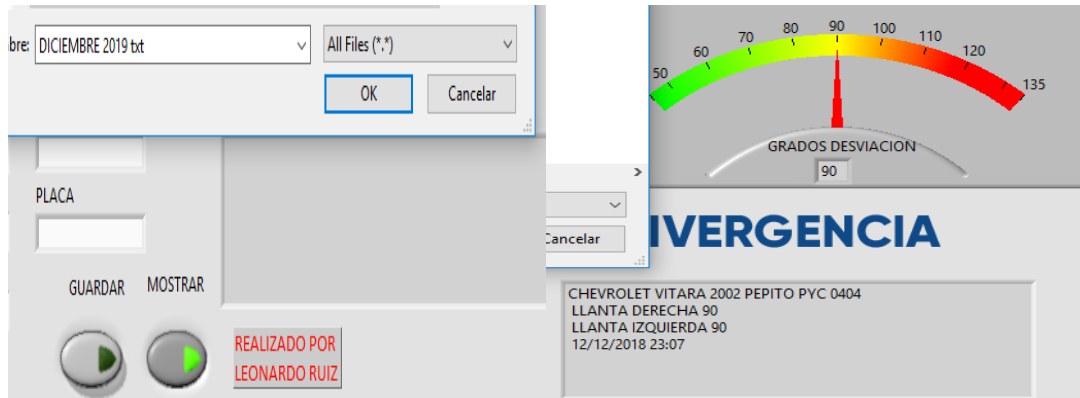 bre: DICIEMBRE 2019 txt
All Files (*.*)
OK
Cancelar
PLACA
GUARDAR
MOSTRAR
REALIZADO POR
LEONARDO RUIZ
50
60
70
80
90
100
110
120
135
GRADOS DESVIACION
90
Cancelar
IVERGENCIA
CHEVROLET VITARA 2002 PEPITO PYC 0404
LLANTA DERECHA 90
LLANTA IZQUIERDA 90
12/12/2018 23:07